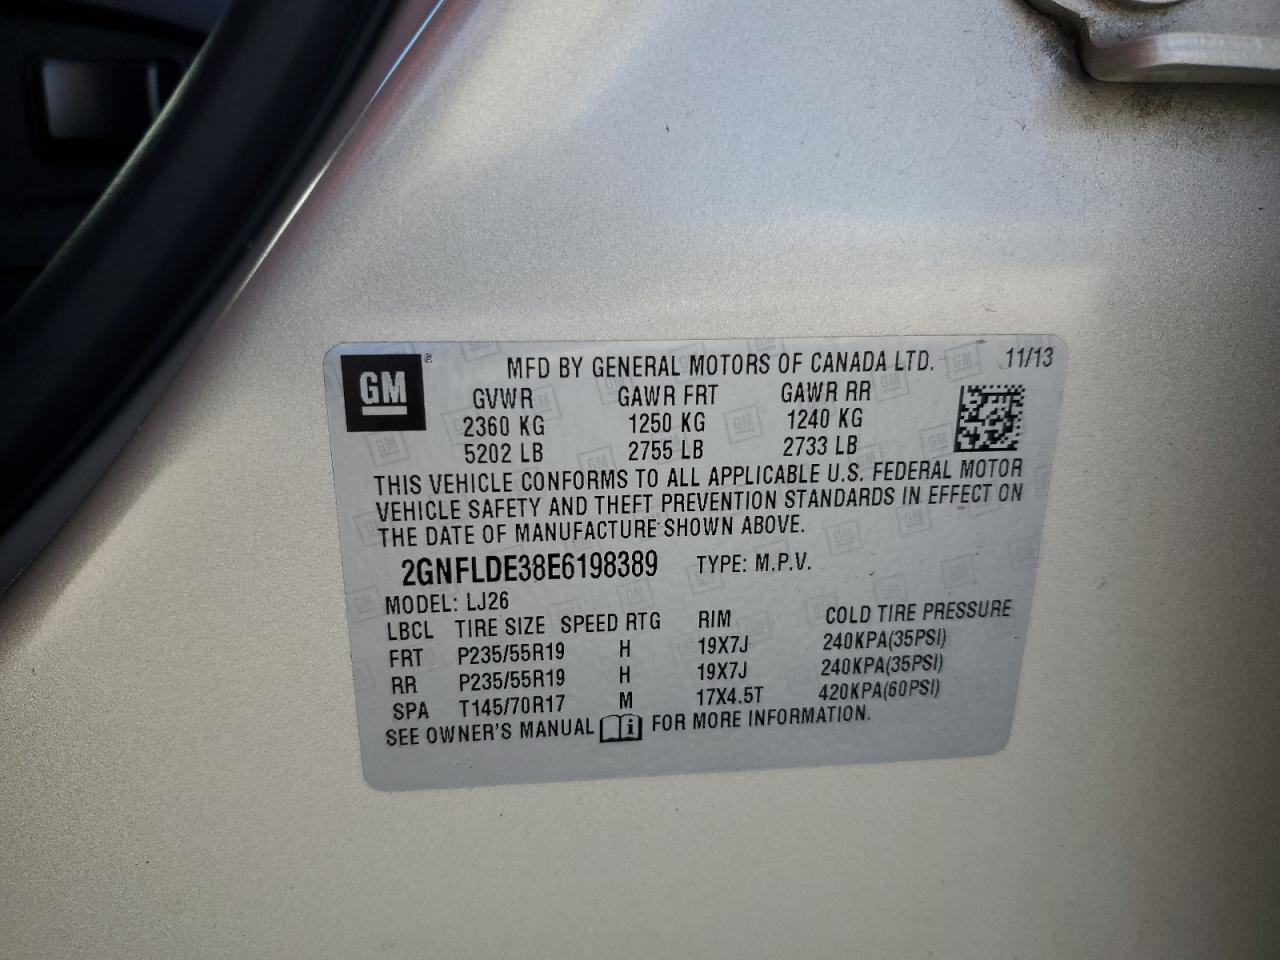 GM ® MFD BY GENERAL MOTORS OF CANADA LTD. 11/13
GVWR GAWR FRT GAWR RR
2360 KG 1250 KG 1240 KG
5202 LB 2755 LB 2733 LB
THIS VEHICLE CONFORMS TO ALL APPLICABLE U.S. FEDERAL MOTOR
VEHICLE SAFETY AND THEFT PREVENTION STANDARDS IN EFFECT ON
THE DATE OF MANUFACTURE SHOWN ABOVE.
2GNFLDE38E6198389 TYPE: M.P.V.
MODEL: LJ26
LBCL TIRE SIZE SPEED RTG RIM COLD TIRE PRESSURE
FRT P235/55R19 H 19X7J 240KPA(35PSI)
RR P235/55R19 H 19X7J 240KPA(35PSI)
SPA T145/70R17 M 17X4.5T 420KPA(60PSI)
SEE OWNER'S MANUAL i FOR MORE INFORMATION.